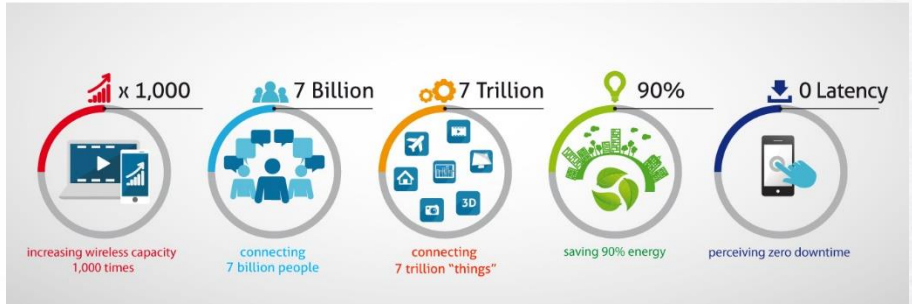 x 1,000
7 Billion
7 Trillion
90%
0 Latency
3D
increasing wireless capacity
1,000 times
connecting
7 billion people
connecting
7 trillion “things”
saving 90% energy
perceiving zero downtime